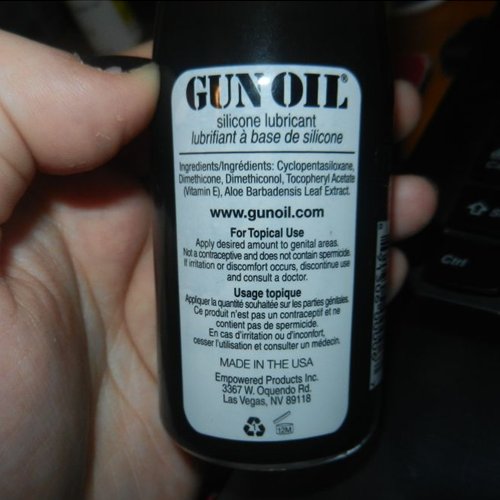 GUN OIL®
silicone lubricant
lubrifiant à base de silicone
Ingredients/Ingrédients: Cyclopentasiloxane,
Dimethicone, Dimethiconol, Tocopheryl Acetate
(Vitamin E), Aloe Barbadensis Leaf Extract.
www.gunoil.com
For Topical Use
Apply desired amount to genital areas.
Not a contraceptive and does not contain spermicide.
If irritation or discomfort occurs, discontinue use
and consult a doctor.
Usage topique
Appliquer la quantité souhaitée sur les parties génitales.
Ce produit n'est pas un contraceptif et ne
contient pas de spermicide.
En cas d'irritation ou d'inconfort,
cesser l'utilisation et consulter un médecin.
MADE IN THE USA
Empowered Products Inc.
3367 W. Oquendo Rd.
Las Vegas, NV 89118
1
12M
Ctrl